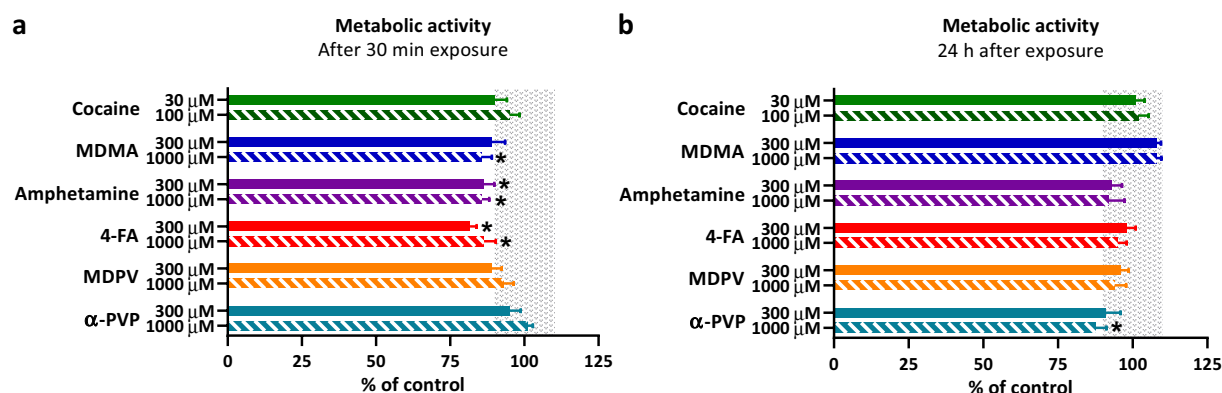 a
Metabolic activity
After 30 min exposure
Cocaine
30 μM
100 μM
MDMA
300 μM
1000 μM
*
Amphetamine
300 μM
*
1000 μM
*
4-FA
300 μM
*
1000 μM
*
MDPV
300 μM
1000 μM
α-PVP
300 μM
1000 μM
0 25 50 75 100 125
% of control
b
Metabolic activity
24 h after exposure
Cocaine
30 μM
100 μM
MDMA
300 μM
1000 μM
Amphetamine
300 μM
1000 μM
4-FA
300 μM
1000 μM
MDPV
300 μM
1000 μM
α-PVP
300 μM
1000 μM
*
0 25 50 75 100 125
% of control